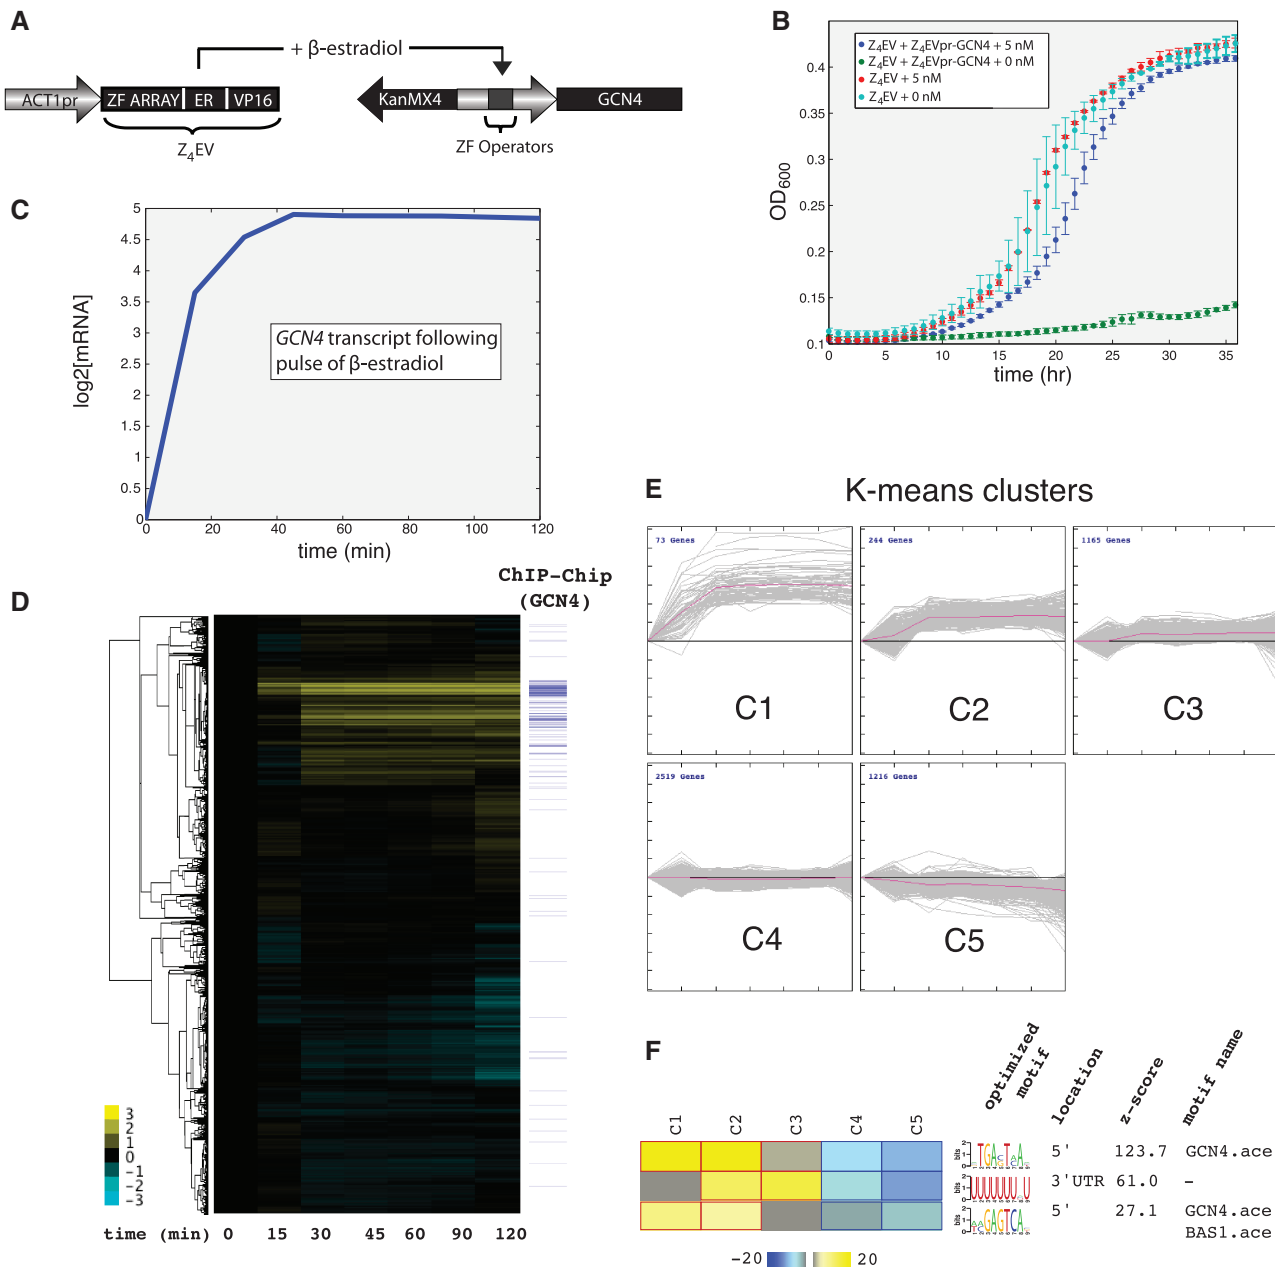 A
+ β-estradiol
ACT1pr
ZF ARRAY
ER
VP16
Z4EV
KanMX4
GCN4
ZF Operators
B
Z4EV + Z4EVpr-GCN4 + 5 nM
Z4EV + Z4EVpr-GCN4 + 0 nM
Z4EV + 5 nM
Z4EV + 0 nM
OD600
0.4
0.35
0.3
0.25
0.2
0.15
0.1
0 5 10 15 20 25 30 35
time (hr)
C
log2[mRNA]
5
4.5
4
3.5
3
2.5
2
1.5
1
0.5
0
GCN4 transcript following
pulse of β-estradiol
0 20 40 60 80 100 120
time (min)
D
ChIP-Chip
(GCN4)
3
2
1
0
-1
-2
-3
time (min) 0 15 30 45 60 90 120
E
K-means clusters
73 Genes
C1
244 Genes
C2
1165 Genes
C3
2519 Genes
C4
1216 Genes
C5
F
C1 C2 C3 C4 C5
optimized
motif
location
z-score
motif name
5' 123.7 GCN4.ace
3'UTR 61.0 -
5' 27.1 GCN4.ace
BAS1.ace
-20 20